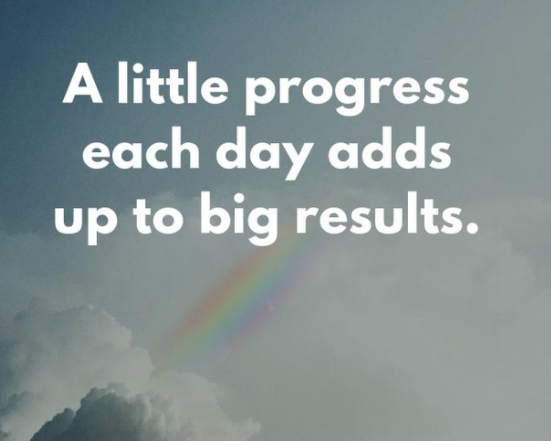 A little progress
each day adds
up to big results.